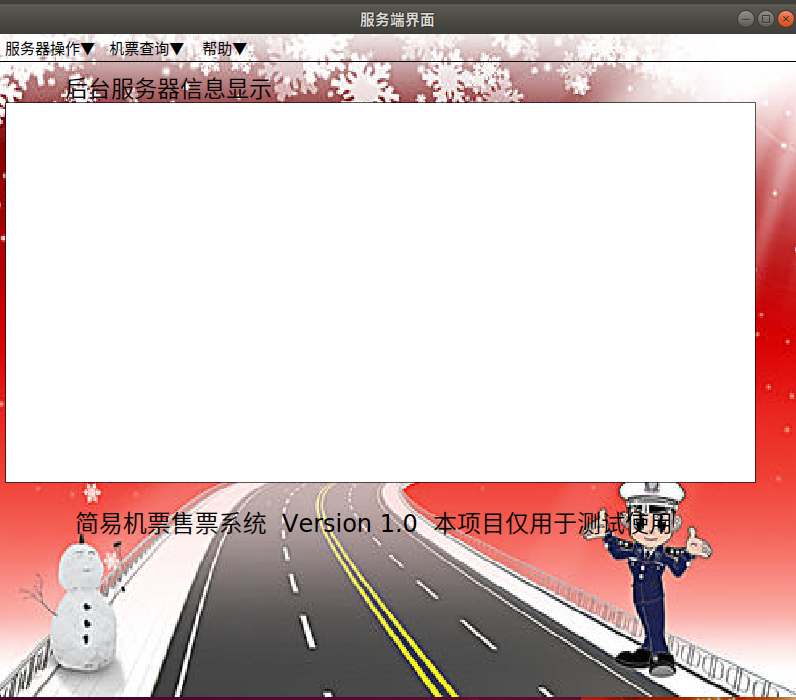 服务端界面
服务器操作▼ 机票查询▼ 帮助▼
后台服务器信息显示
简易机票售票系统 Version 1.0 本项目仅用于测试使用